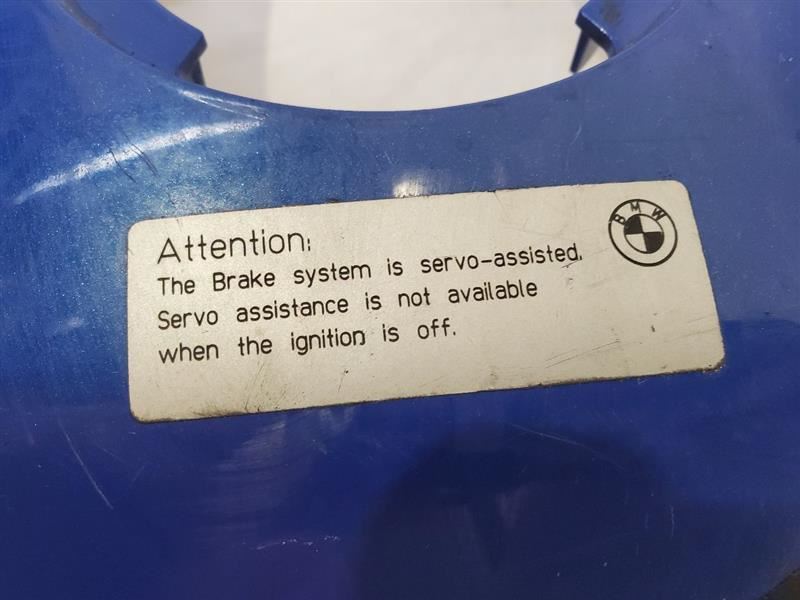 Attention:
The Brake system is servo-assisted.
Servo assistance is not available
when the ignition is off.
BMW